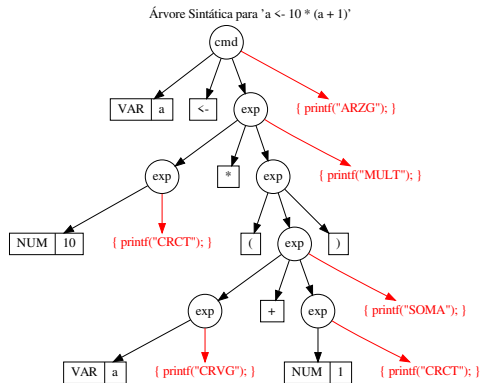 Árvore Sintática para 'a <- 10 * (a + 1)'
cmd
VAR a <- exp { printf("ARZG"); }
exp * exp { printf("MULT"); }
NUM 10 { printf("CRCT"); } ( exp )
exp + exp { printf("SOMA"); }
VAR a { printf("CRVG"); } NUM 1 { printf("CRCT"); }